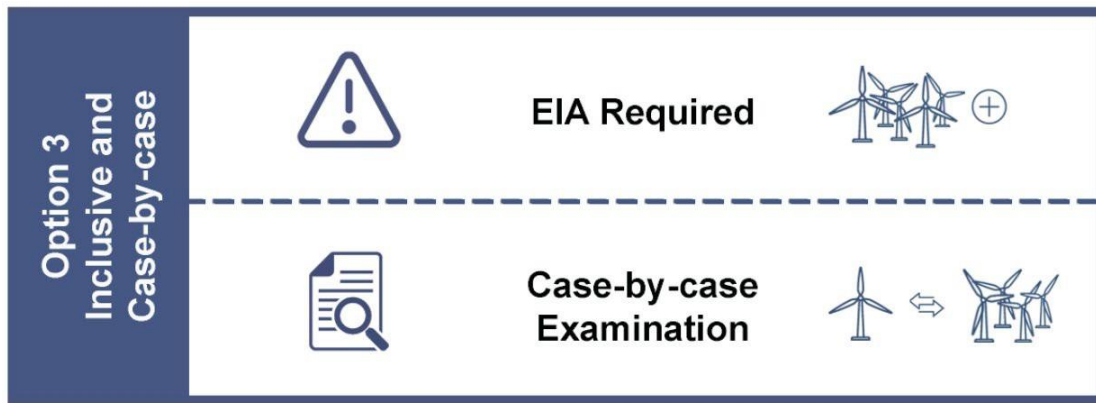 Option 3
Inclusive and
Case-by-case
EIA Required
Case-by-case
Examination